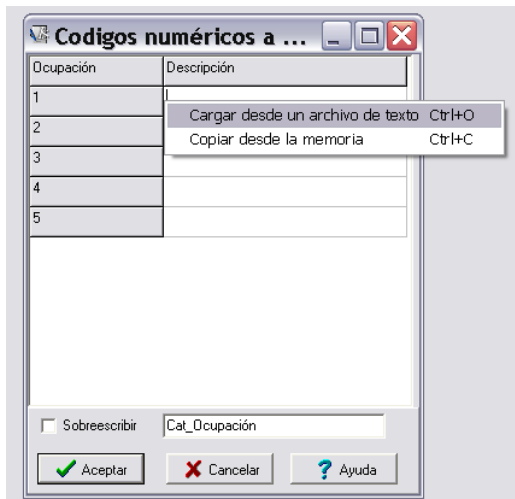 Codigos numéricos a ...
Ocupación Descripción
1
Cargar desde un archivo de texto Ctrl+O
2
Copiar desde la memoria Ctrl+C
3
4
5
Sobreescribir Cat_Ocupación
Aceptar Cancelar ? Ayuda